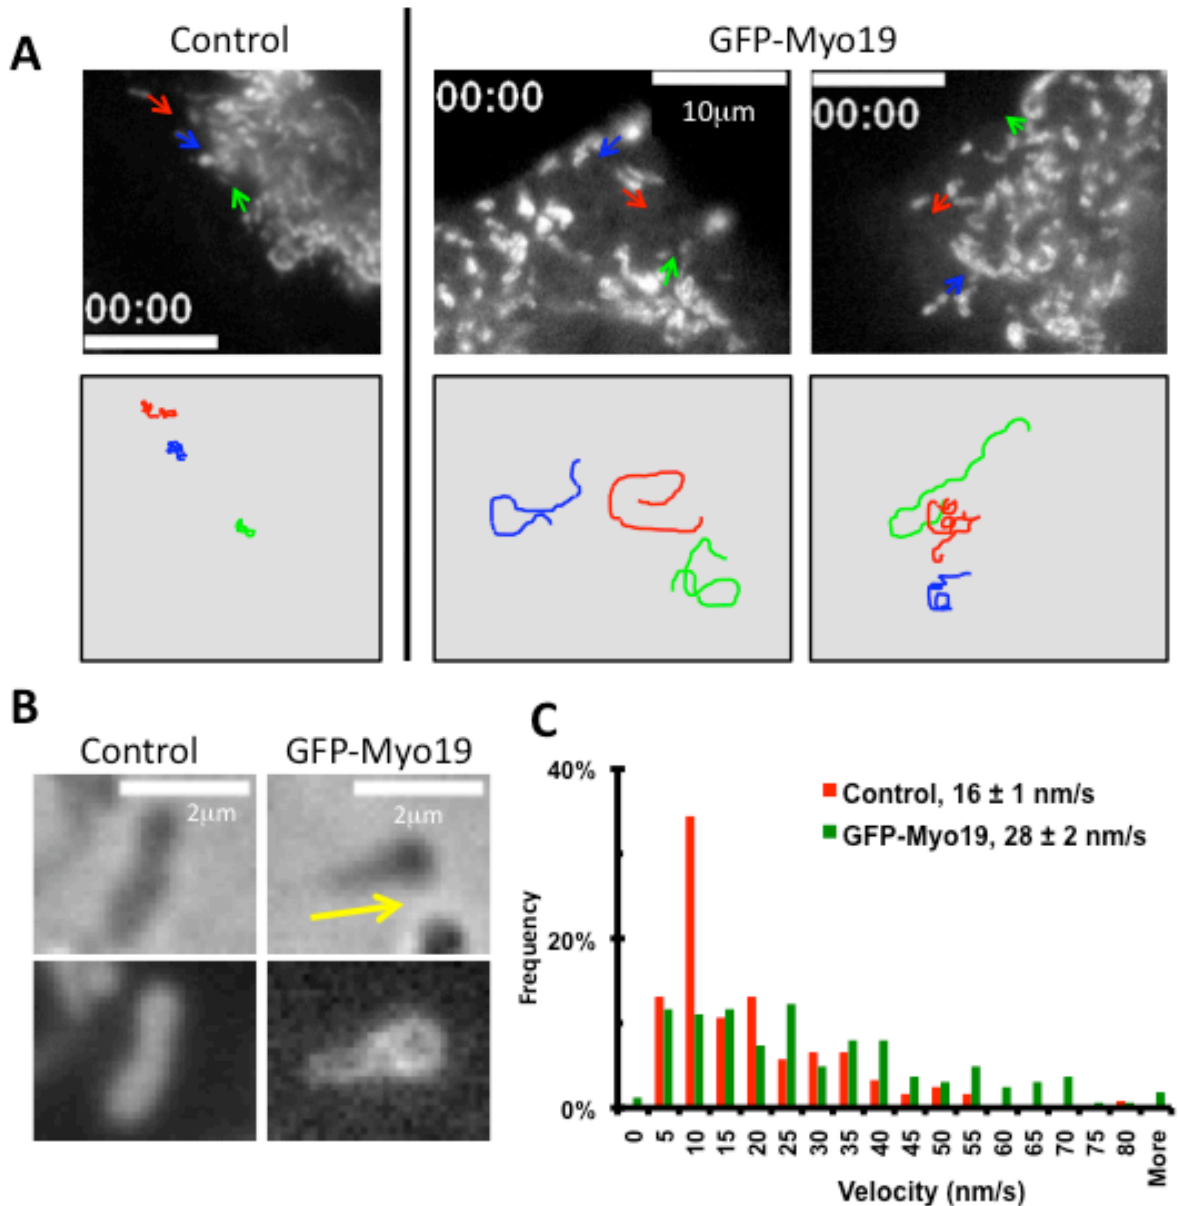 A
Control
GFP-Myo19
00:00
00:00
10μm
00:00
B
Control
GFP-Myo19
2μm
2μm
C
40%
20%
0%
Frequency
Control, 16 ± 1 nm/s
GFP-Myo19, 28 ± 2 nm/s
0 5 10 15 20 25 30 35 40 45 50 55 60 65 70 75 80 More
Velocity (nm/s)